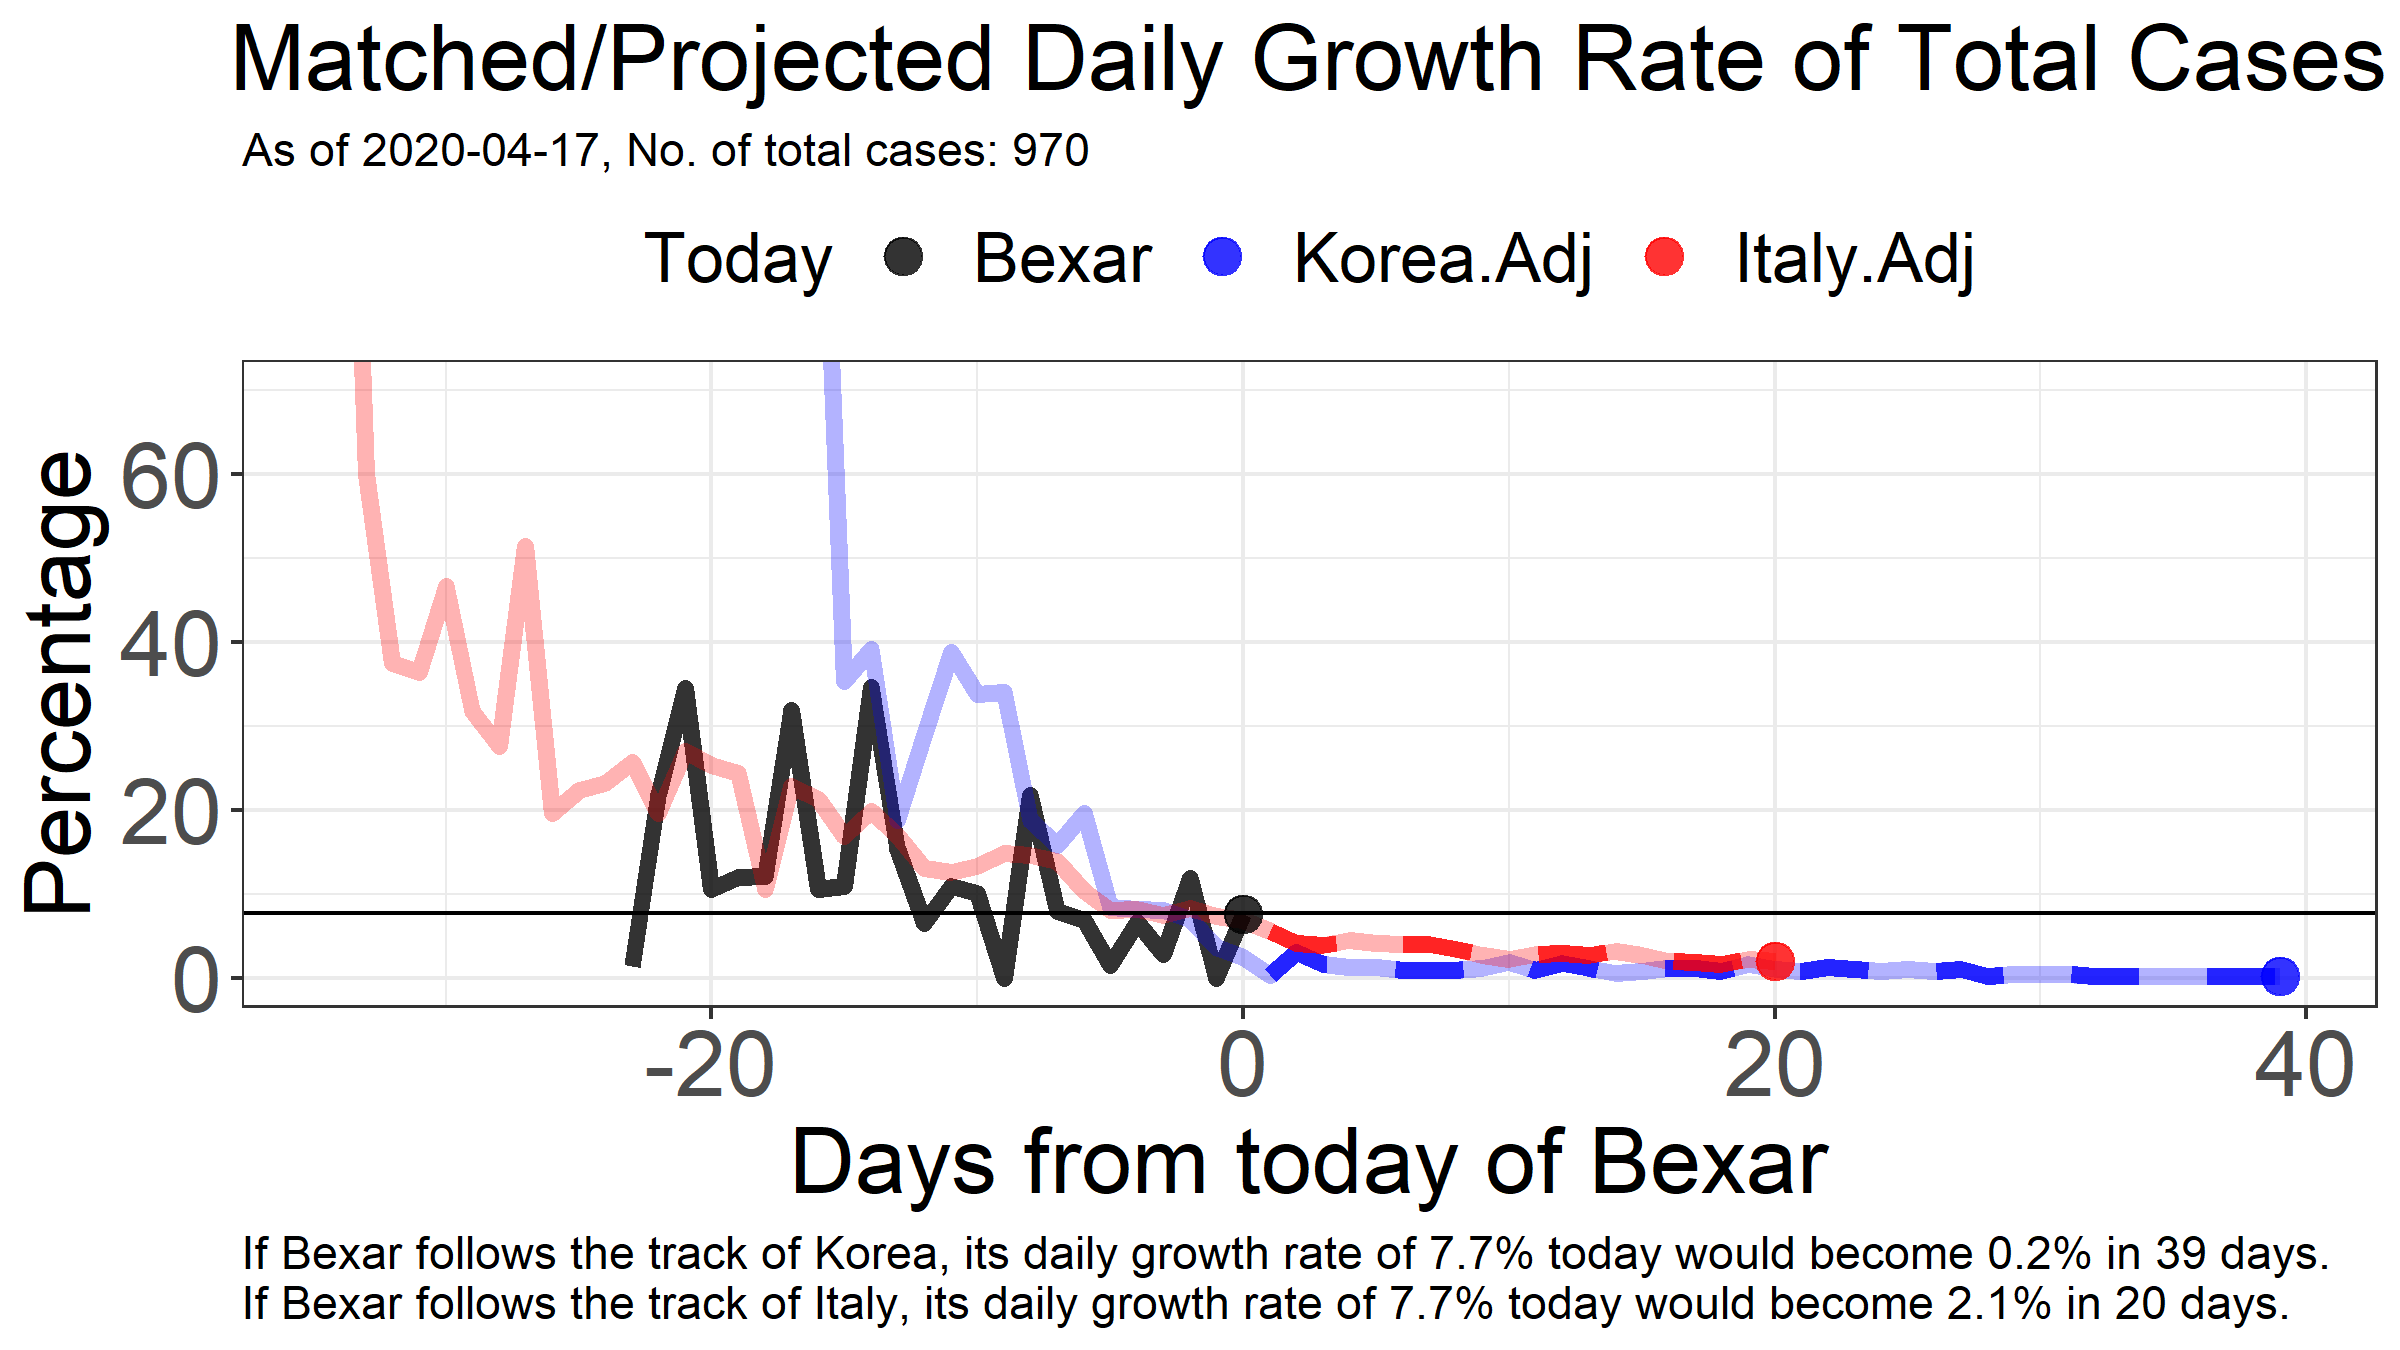 Matched/Projected Daily Growth Rate of Total Cases
As of 2020-04-17, No. of total cases: 970
Today Bexar Korea.Adj Italy.Adj
Percentage
60
40
20
0
-20 0 20 40
Days from today of Bexar
If Bexar follows the track of Korea, its daily growth rate of 7.7% today would become 0.2% in 39 days.
If Bexar follows the track of Italy, its daily growth rate of 7.7% today would become 2.1% in 20 days.